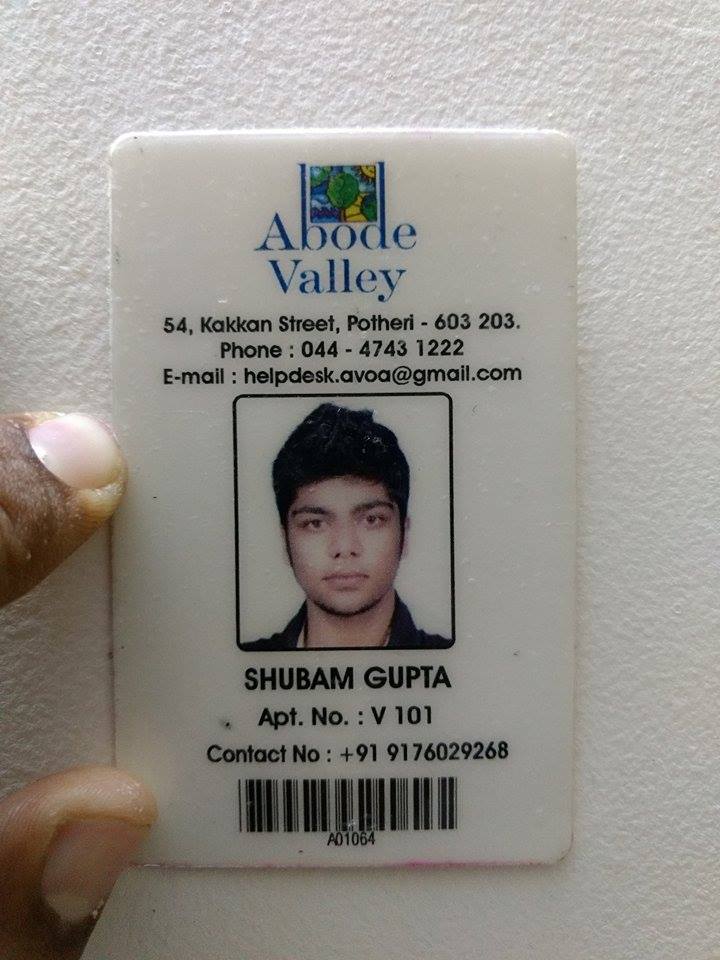 Abode
Valley
54, Kakkan Street, Potheri - 603 203.
Phone : 044 - 4743 1222
E-mail : helpdesk.avoa@gmail.com
SHUBAM GUPTA
Apt. No. : V 101
Contact No : +91 9176029268
A01064